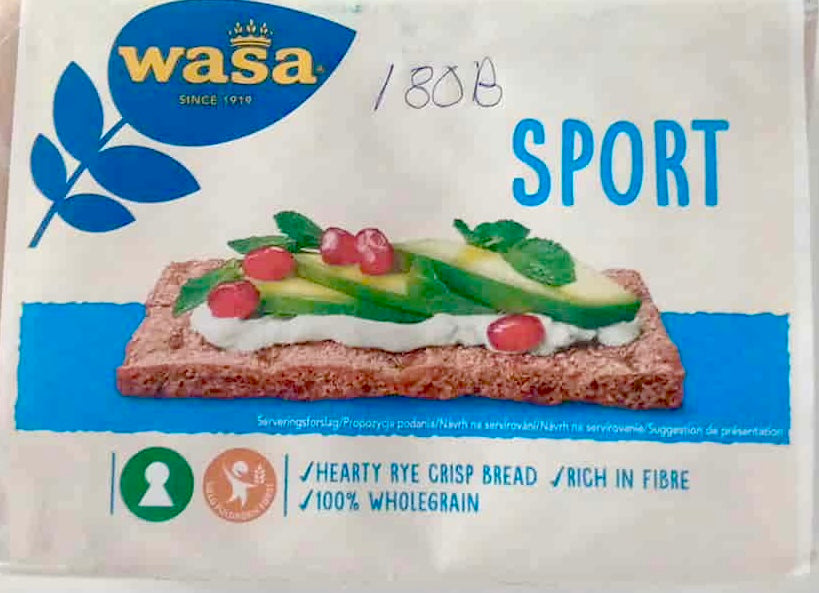 wasa
SINCE 1919
180B
SPORT
Serveringsforslag/Propozycja podania/Návrh na servírování/Návrh na servírovanie/Suggestion de présentation
✓HEARTY RYE CRISP BREAD ✓RICH IN FIBRE
✓100% WHOLEGRAIN